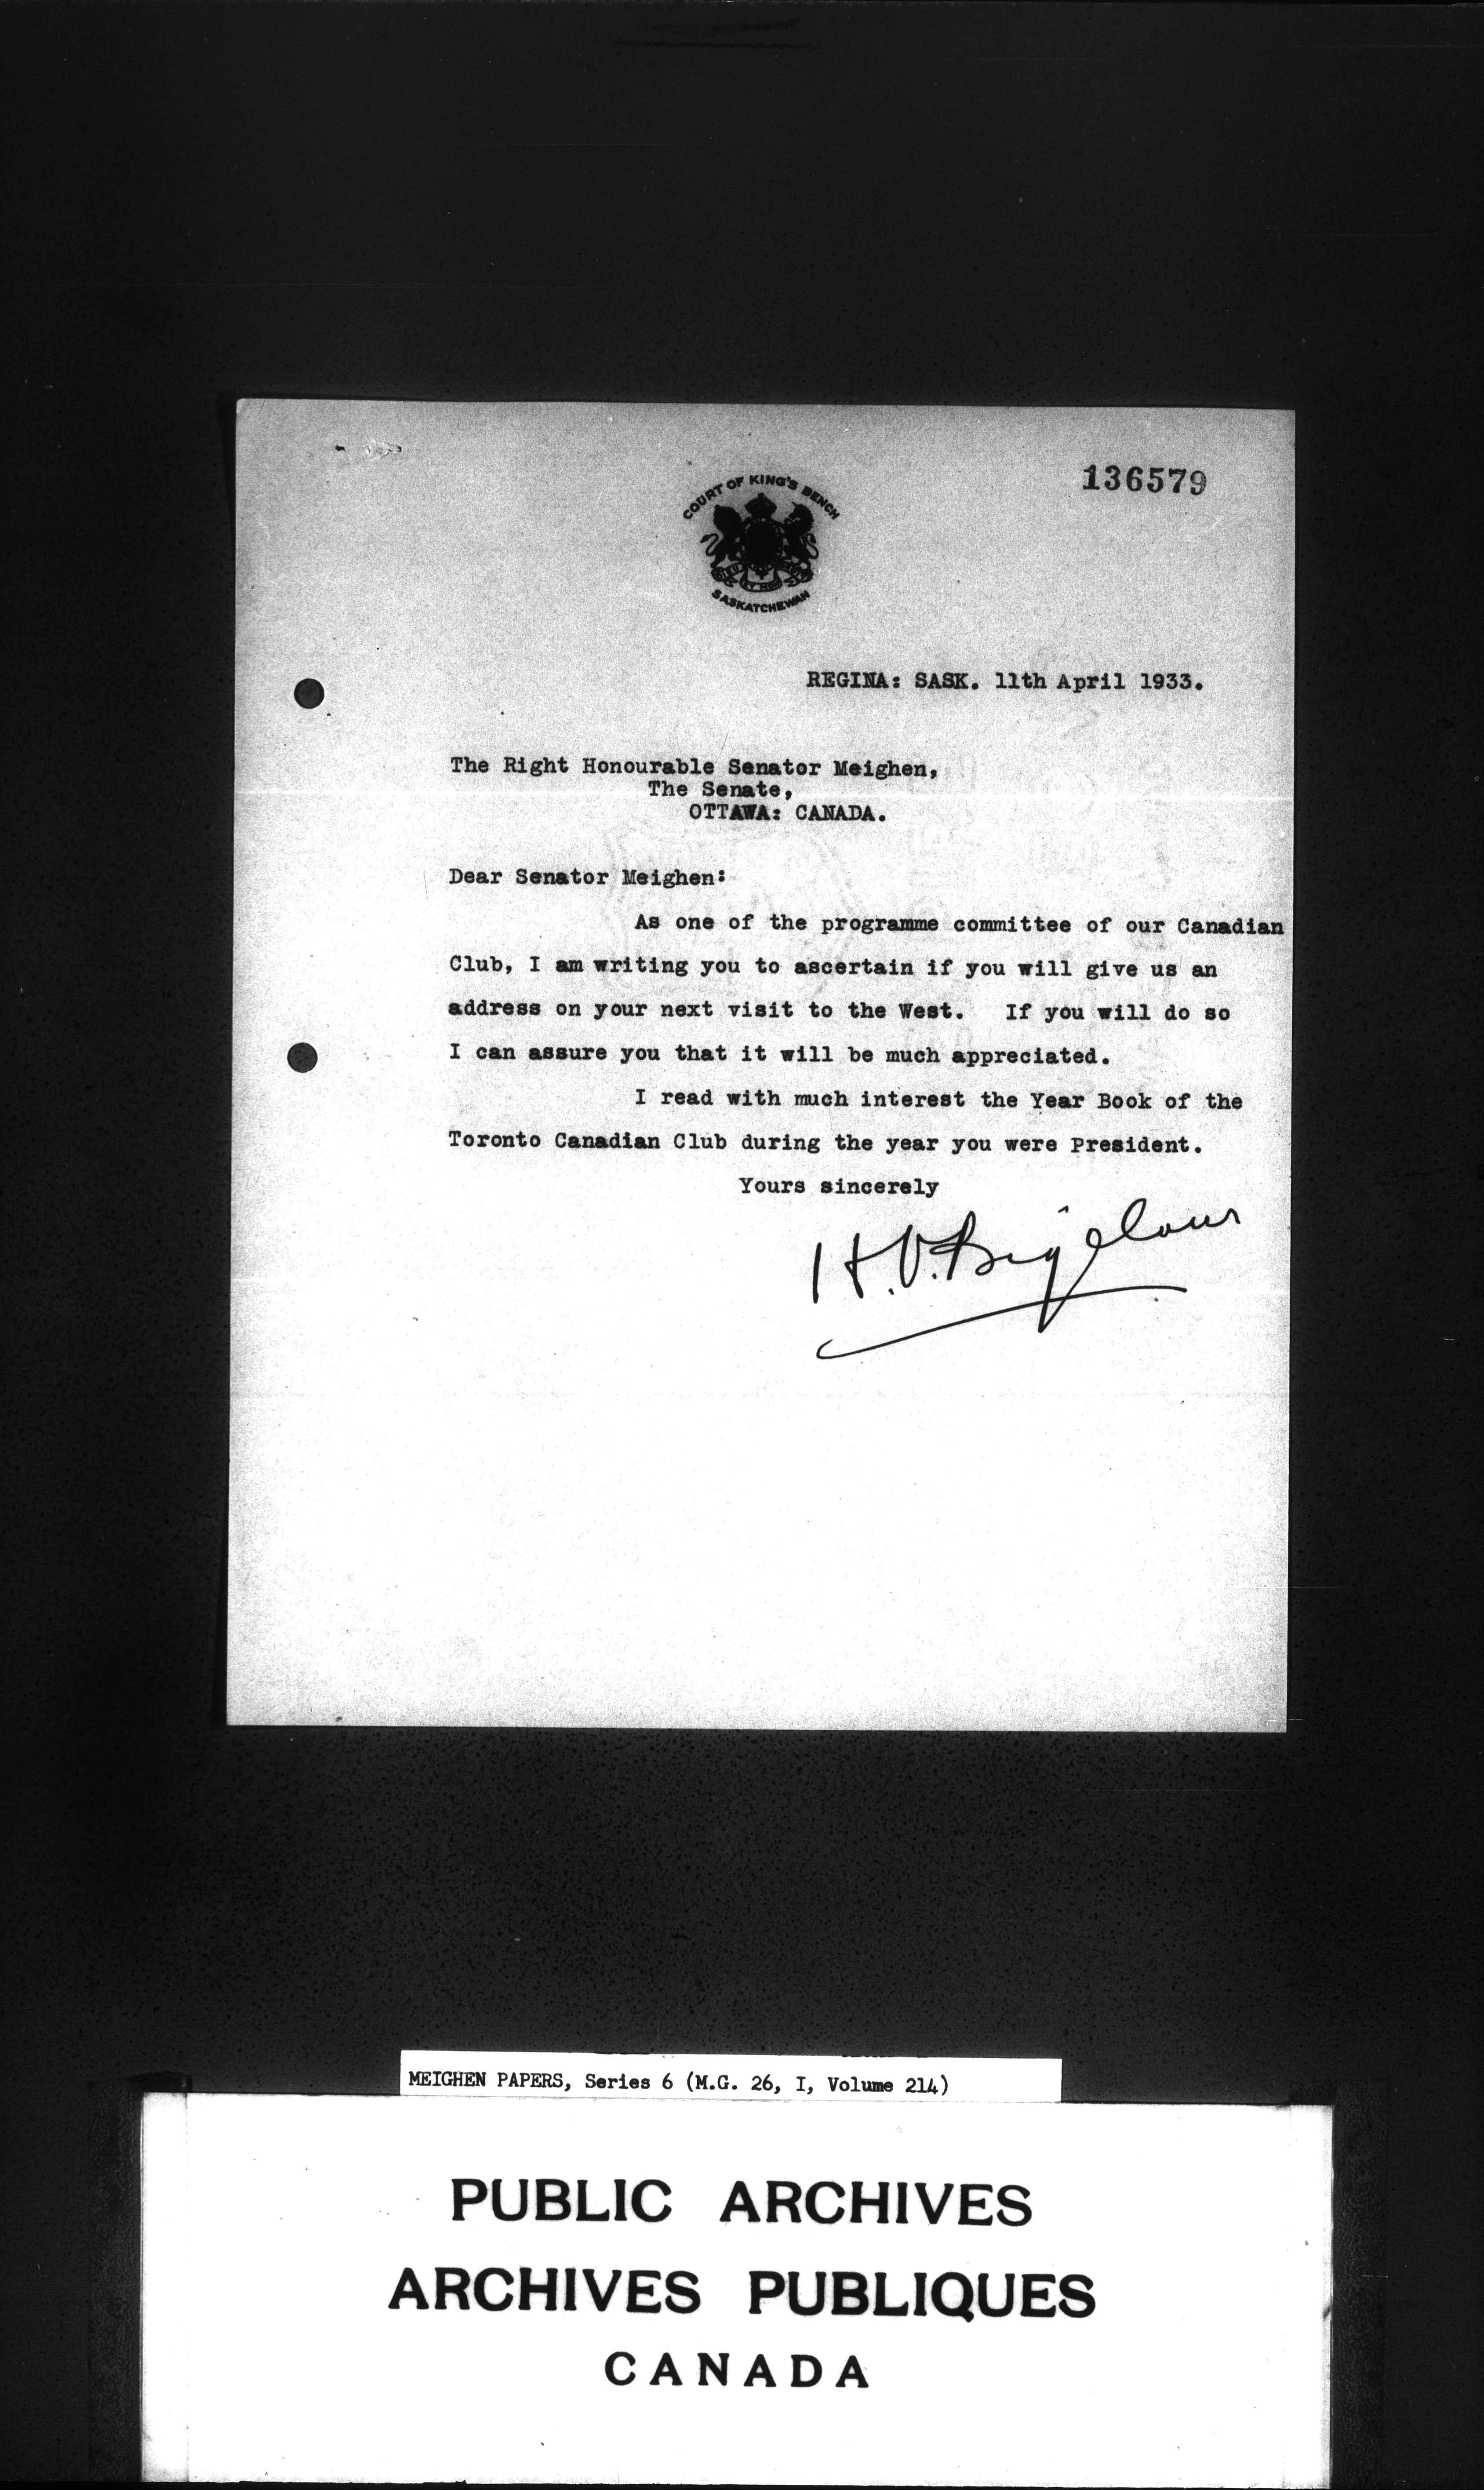 136579
COURT OF KING'S BENCH
SASKATCHEWAN
REGINA: SASK. 11th April 1933.
The Right Honourable Senator Meighen,
The Senate,
OTTAWA: CANADA.
Dear Senator Meighen:
As one of the programme committee of our Canadian
Club, I am writing you to ascertain if you will give us an
address on your next visit to the West. If you will do so
I can assure you that it will be much appreciated.
I read with much interest the Year Book of the
Toronto Canadian Club during the year you were President.
Yours sincerely
H.V. Bigelow
MEIGHEN PAPERS, Series 6 (M.G. 26, I, Volume 214)
PUBLIC ARCHIVES
ARCHIVES PUBLIQUES
CANADA